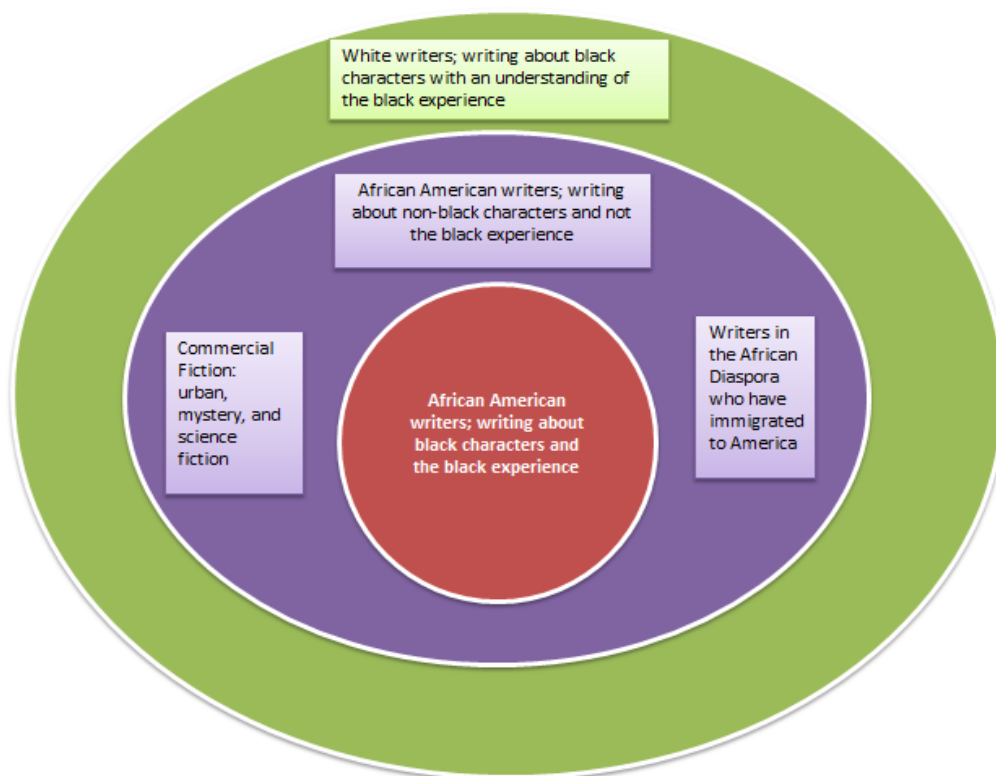 White writers; writing about black
characters with an understanding of
the black experience
African American writers; writing
about non-black characters and not
the black experience
Commercial
Fiction:
urban,
mystery, and
science
fiction
African American
writers; writing about
black characters and
the black experience
Writers in
the African
Diaspora
who have
immigrated
to America